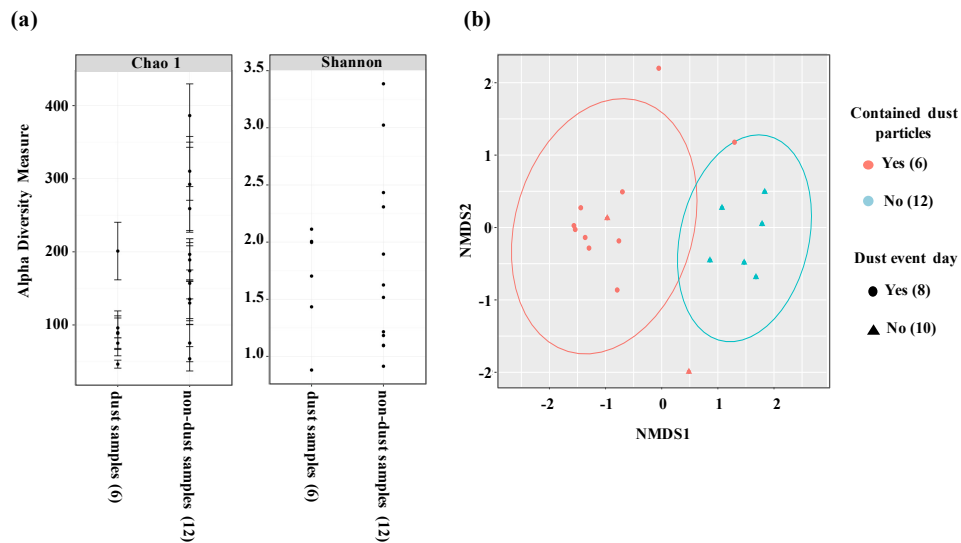 (a)
Chao 1
Shannon
Alpha Diversity Measure
400
300
200
100
3.5
3.0
2.5
2.0
1.5
1.0
dust samples (6)
non-dust samples (12)
dust samples (6)
non-dust samples (12)
(b)
NMDS2
2
1
0
-1
-2
-2
-1
0
1
2
NMDS1
Contained dust
particles
Yes (6)
No (12)
Dust event day
Yes (8)
No (10)